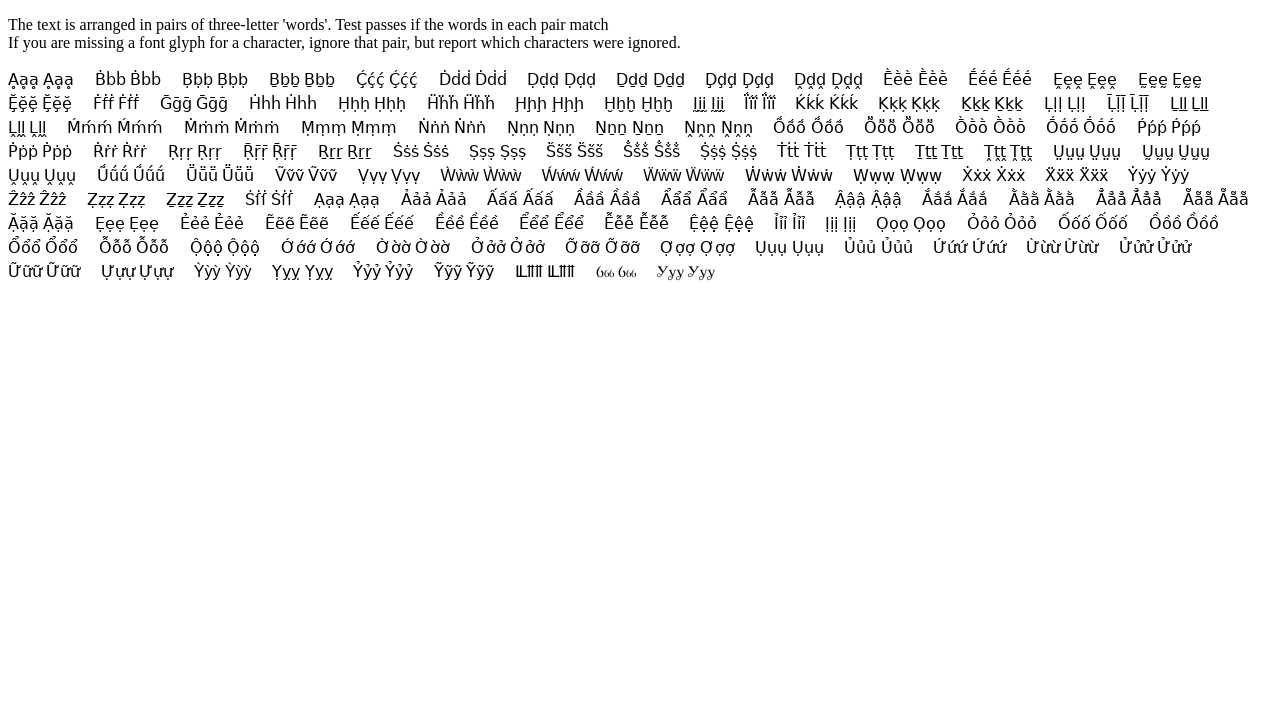 The text is arranged in pairs of three-letter 'words'. Test passes if the words in each pair match
If you are missing a font glyph for a character, ignore that pair, but report which characters were ignored.
Ḁḁḁ Ḁḁḁ Ḃḃḃ Ḃḃḃ Ḅḅḅ Ḅḅḅ Ḇḇḇ Ḇḇḇ Ḉḉḉ Ḉḉḉ Ḋḋḋ Ḋḋḋ Ḍḍḍ Ḍḍḍ Ḏḏḏ Ḏḏḏ Ḑḑḑ Ḑḑḑ Ḓḓḓ Ḓḓḓ Ḕḕḕ Ḕḕḕ Ḗḗḗ Ḗḗḗ Ḙḙḙ Ḙḙḙ Ḛḛḛ Ḛḛḛ
Ḝḝḝ Ḝḝḝ Ḟḟḟ Ḟḟḟ Ḡḡḡ Ḡḡḡ Ḣḣḣ Ḣḣḣ Ḥḥḥ Ḥḥḥ Ḧḧḧ Ḧḧḧ Ḩḩḩ Ḩḩḩ Ḫḫḫ Ḫḫḫ Ḭḭḭ Ḭḭḭ Ḯḯḯ Ḯḯḯ Ḱḱḱ Ḱḱḱ Ḳḳḳ Ḳḳḳ Ḵḵḵ Ḵḵḵ Ḷḷḷ Ḷḷḷ Ḹḹḹ Ḹḹḹ Ḻḻḻ Ḻḻḻ
Ḽḽḽ Ḽḽḽ Ḿḿḿ Ḿḿḿ Ṁṁṁ Ṁṁṁ Ṃṃṃ Ṃṃṃ Ṅṅṅ Ṅṅṅ Ṇṇṇ Ṇṇṇ Ṉṉṉ Ṉṉṉ Ṋṋṋ Ṋṋṋ Ṍṍṍ Ṍṍṍ Ṏṏṏ Ṏṏṏ Ṑṑṑ Ṑṑṑ Ṓṓṓ Ṓṓṓ Ṕṕṕ Ṕṕṕ
Ṗṗṗ Ṗṗṗ Ṙṙṙ Ṙṙṙ Ṛṛṛ Ṛṛṛ Ṝṝṝ Ṝṝṝ Ṟṟṟ Ṟṟṟ Ṡṡṡ Ṡṡṡ Ṣṣṣ Ṣṣṣ Ṥṥṥ Ṥṥṥ Ṧṧṧ Ṧṧṧ Ṩṩṩ Ṩṩṩ Ṫṫṫ Ṫṫṫ Ṭṭṭ Ṭṭṭ Ṯṯṯ Ṯṯṯ Ṱṱṱ Ṱṱṱ Ṳṳṳ Ṳṳṳ Ṵṵṵ Ṵṵṵ
Ṷṷṷ Ṷṷṷ Ṹṹṹ Ṹṹṹ Ṻṻṻ Ṻṻṻ Ṽṽṽ Ṽṽṽ Ṿṿṿ Ṿṿṿ Ẁẁẁ Ẁẁẁ Ẃẃẃ Ẃẃẃ Ẅẅẅ Ẅẅẅ Ẇẇẇ Ẇẇẇ Ẉẉẉ Ẉẉẉ Ẋẋẋ Ẋẋẋ Ẍẍẍ Ẍẍẍ Ẏẏẏ Ẏẏẏ
Ẑẑẑ Ẑẑẑ Ẓẓẓ Ẓẓẓ Ẕẕẕ Ẕẕẕ Ṡẛẛ Ṡẛẛ Ạạạ Ạạạ Ảảả Ảảả Ấấấ Ấấấ Ầầầ Ầầầ Ẩẩẩ Ẩẩẩ Ẫẫẫ Ẫẫẫ Ậậậ Ậậậ Ắắắ Ắắắ Ằằằ Ằằằ Ẳẳẳ Ẳẳẳ Ẵẵẵ Ẵẵẵ
Ặặặ Ặặặ Ẹẹẹ Ẹẹẹ Ẻẻẻ Ẻẻẻ Ẽẽẽ Ẽẽẽ Ếếế Ếếế Ềềề Ềềề Ểểể Ểểể Ễễễ Ễễễ Ệệệ Ệệệ Ỉỉỉ Ỉỉỉ Ịịị Ịịị Ọọọ Ọọọ Ỏỏỏ Ỏỏỏ Ốốố Ốốố Ồồồ Ồồồ
Ổổổ Ổổổ Ỗỗỗ Ỗỗỗ Ộộộ Ộộộ Ớớớ Ớớớ Ờờờ Ờờờ Ởởở Ởởở Ỡỡỡ Ỡỡỡ Ợợợ Ợợợ Ụụụ Ụụụ Ủủủ Ủủủ Ứứứ Ứứứ Ừừừ Ừừừ Ửửử Ửửử
Ữữữ Ữữữ Ựựự Ựựự Ỳỳỳ Ỳỳỳ Ỵỵỵ Ỵỵỵ Ỷỷỷ Ỷỷỷ Ỹỹỹ Ỹỹỹ Ỻỻỻ Ỻỻỻ Ỽỽỽ Ỽỽỽ Ỿỿỿ Ỿỿỿ